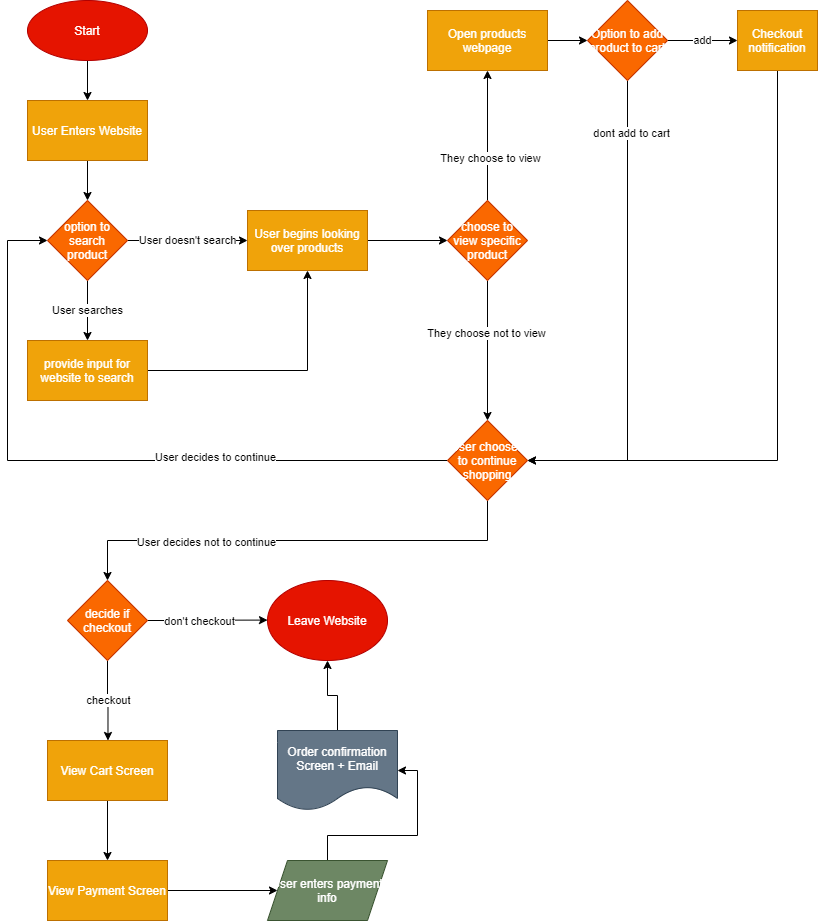 Start
Open products
webpage
Option to add
product to cart
add
Checkout
notification
User Enters Website
dont add to cart
They choose to view
option to
search
product
User doesn't search
User begins looking
over products
choose to
view specific
product
User searches
They choose not to view
provide input for
website to search
ser choose
to continue
shopping
User decides to continue
User decides not to continue
decide if
checkout
don't checkout
Leave Website
checkout
View Cart Screen
Order confirmation
Screen + Email
View Payment Screen
ser enters payment
info